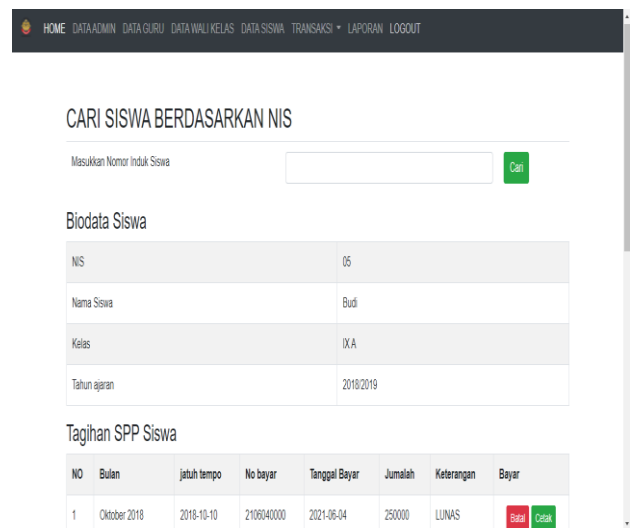 HOME DATA ADMIN DATA GURU DATA WALI KELAS DATA SISWA TRANSAKSI LAPORAN LOGOUT
CARI SISWA BERDASARKAN NIS
Masukkan Nomor Induk Siswa Cari
Biodata Siswa
NIS 05
Nama Siswa Budi
Kelas IX A
Tahun ajaran 2018/2019
Tagihan SPP Siswa
NO Bulan jatuh tempo No bayar Tanggal Bayar Jumalah Keterangan Bayar
1 Oktober 2018 2018-10-10 2106040000 2021-06-04 250000 LUNAS Batal Cetak